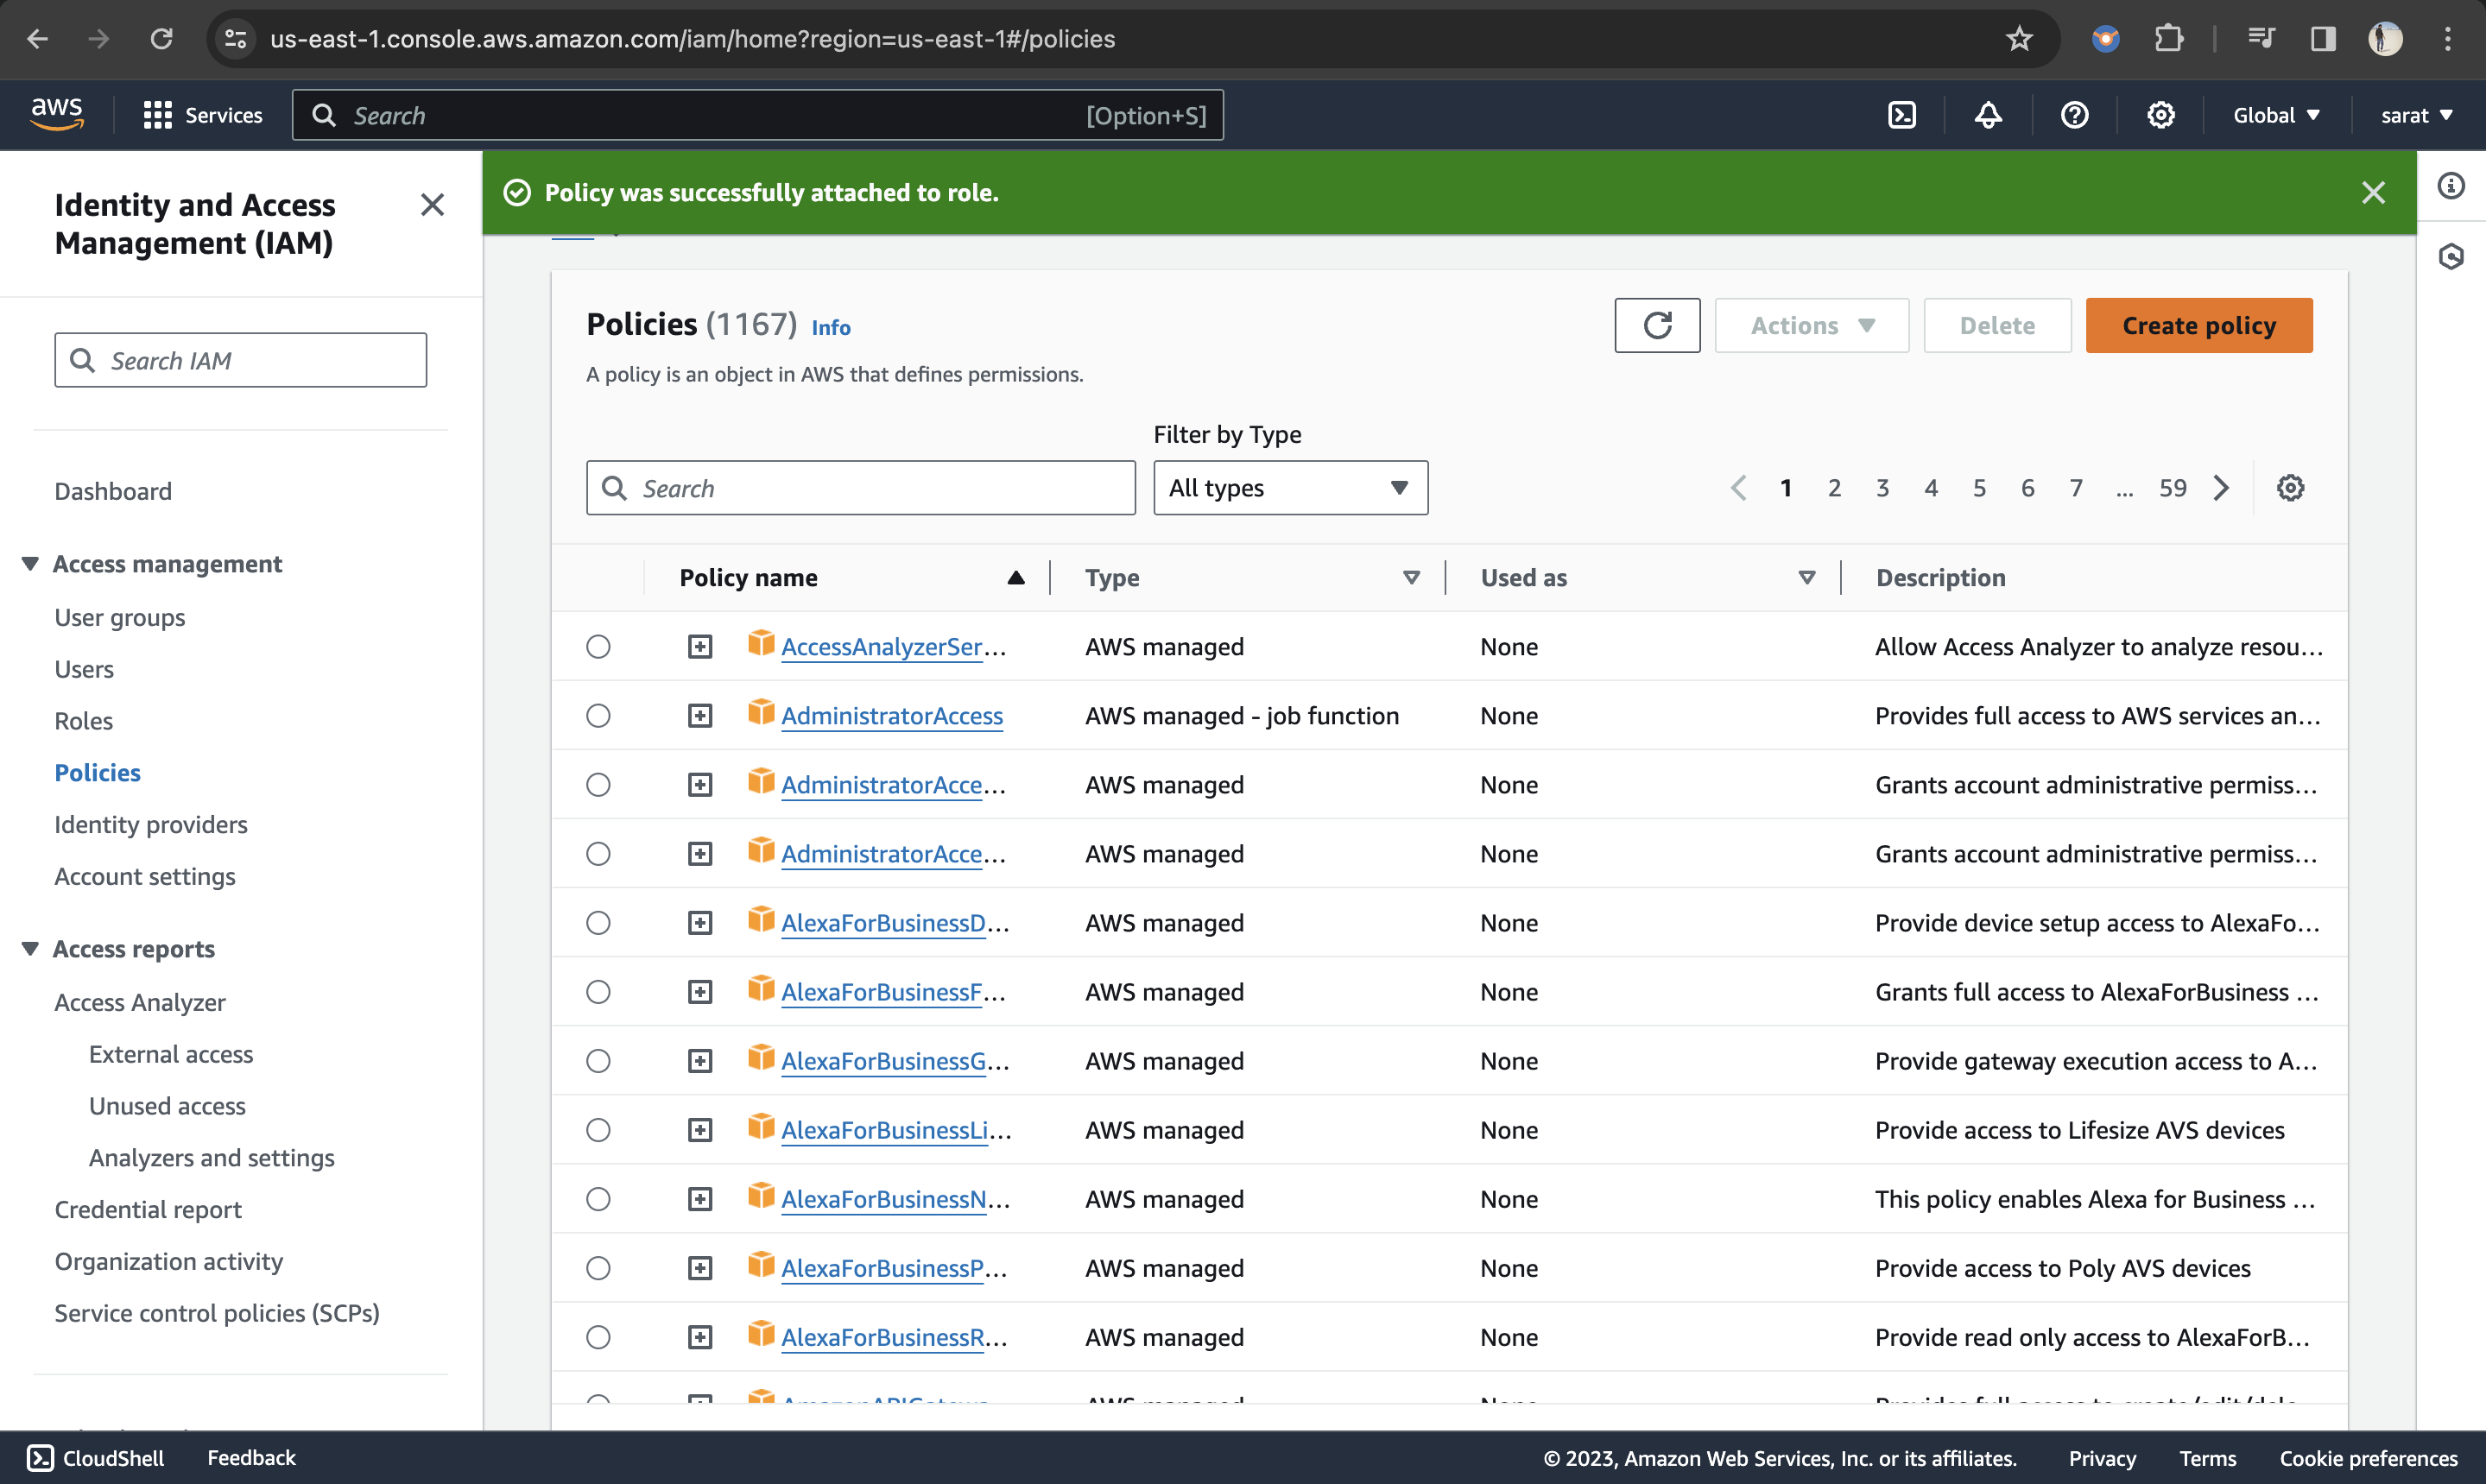 us-east-1.console.aws.amazon.com/iam/home?region=us-east-1#/policies
aws
Services
Search
[Option+S]
Global
sarat
Identity and Access
Management (IAM)
Search IAM
Dashboard
Access management
User groups
Users
Roles
Policies
Identity providers
Account settings
Access reports
Access Analyzer
External access
Unused access
Analyzers and settings
Credential report
Organization activity
Service control policies (SCPs)
Policy was successfully attached to role.
Policies (1167) Info
Actions
Delete
Create policy
A policy is an object in AWS that defines permissions.
Filter by Type
Search
All types
1 2 3 4 5 6 7 ... 59
Policy name Type Used as Description
AccessAnalyzerSer... AWS managed None Allow Access Analyzer to analyze resou...
AdministratorAccess AWS managed - job function None Provides full access to AWS services an...
AdministratorAcce... AWS managed None Grants account administrative permiss...
AdministratorAcce... AWS managed None Grants account administrative permiss...
AlexaForBusinessD... AWS managed None Provide device setup access to AlexaFo...
AlexaForBusinessF... AWS managed None Grants full access to AlexaForBusiness ...
AlexaForBusinessG... AWS managed None Provide gateway execution access to A...
AlexaForBusinessLi... AWS managed None Provide access to Lifesize AVS devices
AlexaForBusinessN... AWS managed None This policy enables Alexa for Business ...
AlexaForBusinessP... AWS managed None Provide access to Poly AVS devices
AlexaForBusinessR... AWS managed None Provide read only access to AlexaForB...
CloudShell
Feedback
© 2023, Amazon Web Services, Inc. or its affiliates.
Privacy
Terms
Cookie preferences